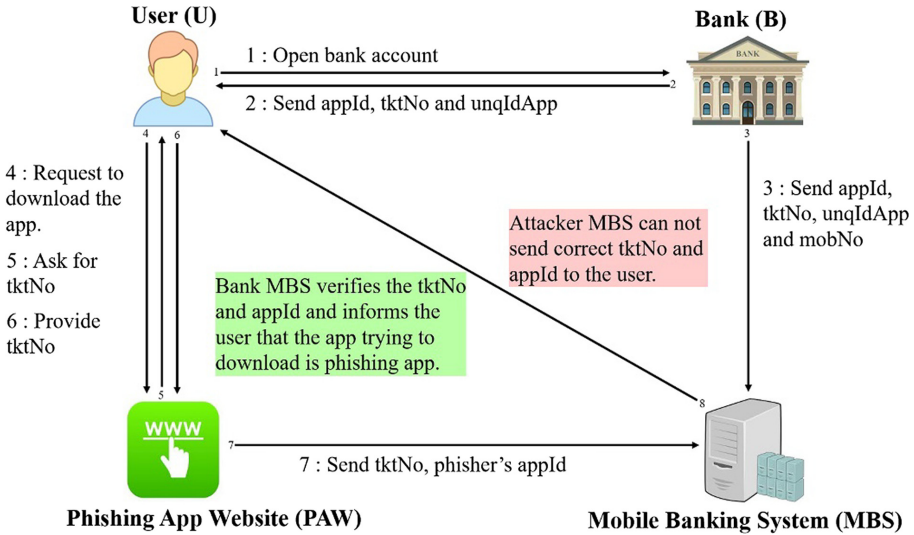 User (U)
Bank (B)
BANK
1 : Open bank account
1
2
2 : Send appId, tktNo and unqIdApp
4
6
3
4 : Request to
download the
app.
5 : Ask for
tktNo
6 : Provide
tktNo
3 : Send appId,
tktNo, unqIdApp
and mobNo
Attacker MBS can not
send correct tktNo and
appId to the user.
Bank MBS verifies the tktNo
and appId and informs the
user that the app trying to
download is phishing app.
5
8
WWW
7
7 : Send tktNo, phisher’s appId
Phishing App Website (PAW)
Mobile Banking System (MBS)